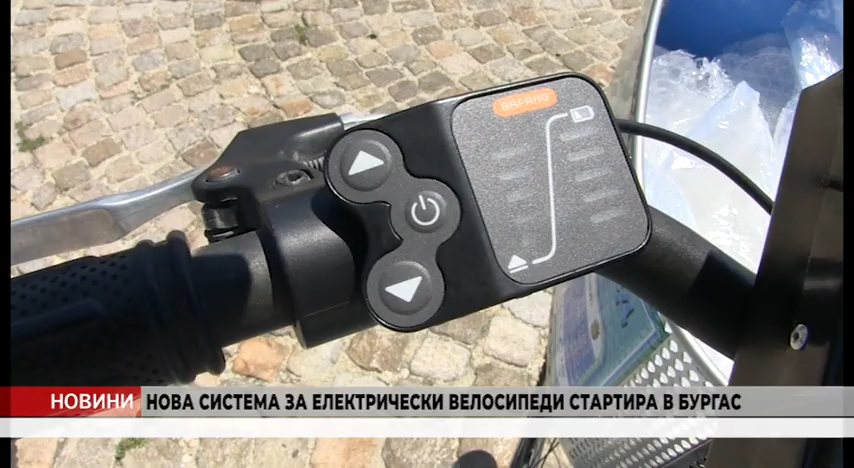 BAFANG
НОВИНИ НОВА СИСТЕМА ЗА ЕЛЕКТРИЧЕСКИ ВЕЛОСИПЕДИ СТАРТИРА В БУРГАС